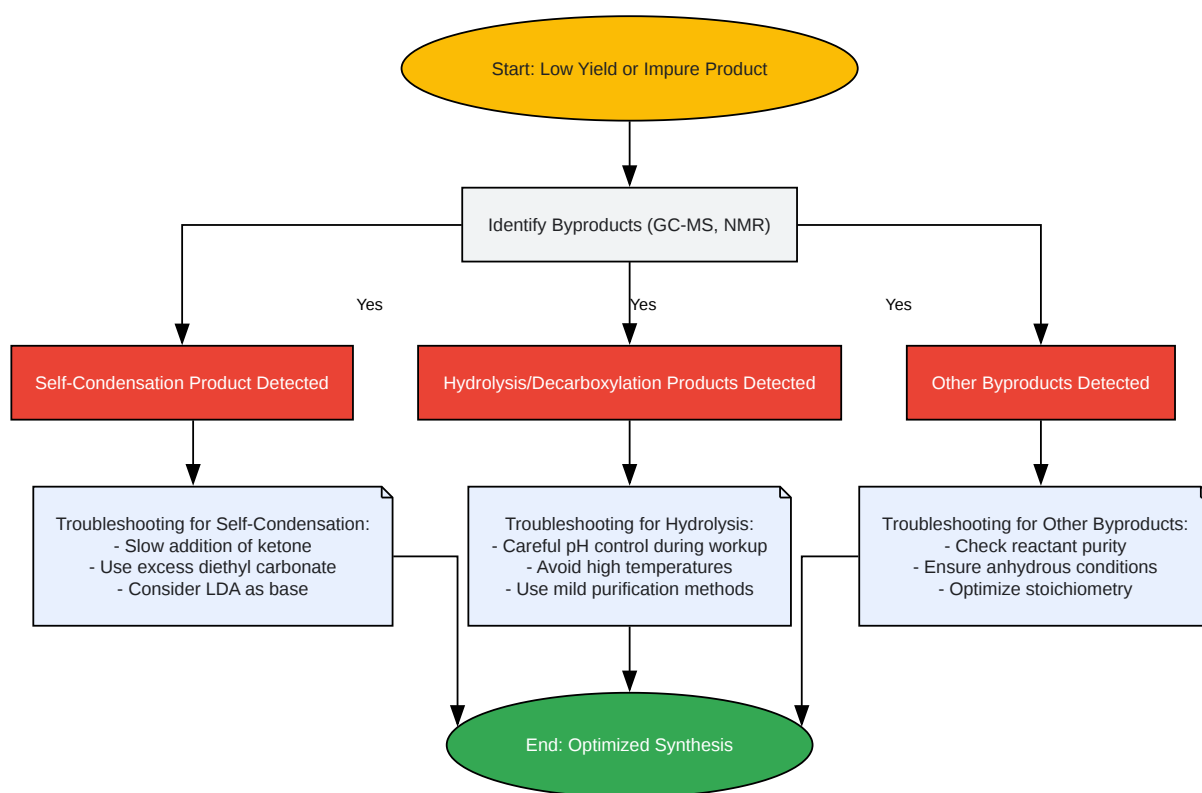 Start: Low Yield or Impure Product
Identify Byproducts (GC-MS, NMR)
Yes
Yes
Yes
Self-Condensation Product Detected
Hydrolysis/Decarboxylation Products Detected
Other Byproducts Detected
Troubleshooting for Self-Condensation:
- Slow addition of ketone
- Use excess diethyl carbonate
- Consider LDA as base
Troubleshooting for Hydrolysis:
- Careful pH control during workup
- Avoid high temperatures
- Use mild purification methods
Troubleshooting for Other Byproducts:
- Check reactant purity
- Ensure anhydrous conditions
- Optimize stoichiometry
End: Optimized Synthesis